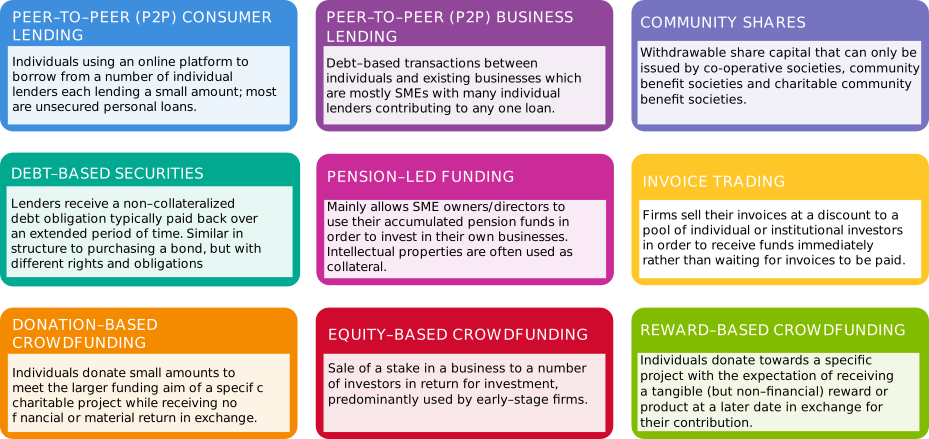 PEER–TO–PEER (P2P) CONSUMER
LENDING
Individuals using an online platform to
borrow from a number of individual
lenders each lending a small amount; most
are unsecured personal loans.
PEER–TO–PEER (P2P) BUSINESS
LENDING
Debt–based transactions between
individuals and existing businesses which
are mostly SMEs with many individual
lenders contributing to any one loan.
COMMUNITY SHARES
Withdrawable share capital that can only be
issued by co-operative societies, community
benefit societies and charitable community
benefit societies.
DEBT–BASED SECURITIES
Lenders receive a non–collateralized
debt obligation typically paid back over
an extended period of time. Similar in
structure to purchasing a bond, but with
different rights and obligations
PENSION–LED FUNDING
Mainly allows SME owners/directors to
use their accumulated pension funds in
order to invest in their own businesses.
Intellectual properties are often used as
collateral.
INVOICE TRADING
Firms sell their invoices at a discount to a
pool of individual or institutional investors
in order to receive funds immediately
rather than waiting for invoices to be paid.
DONATION–BASED
CROWDFUNDING
Individuals donate small amounts to
meet the larger funding aim of a specif c
charitable project while receiving no
f nancial or material return in exchange.
EQUITY–BASED CROWDFUNDING
Sale of a stake in a business to a number
of investors in return for investment,
predominantly used by early–stage firms.
REWARD–BASED CROWDFUNDING
Individuals donate towards a specific
project with the expectation of receiving
a tangible (but non–financial) reward or
product at a later date in exchange for
their contribution.